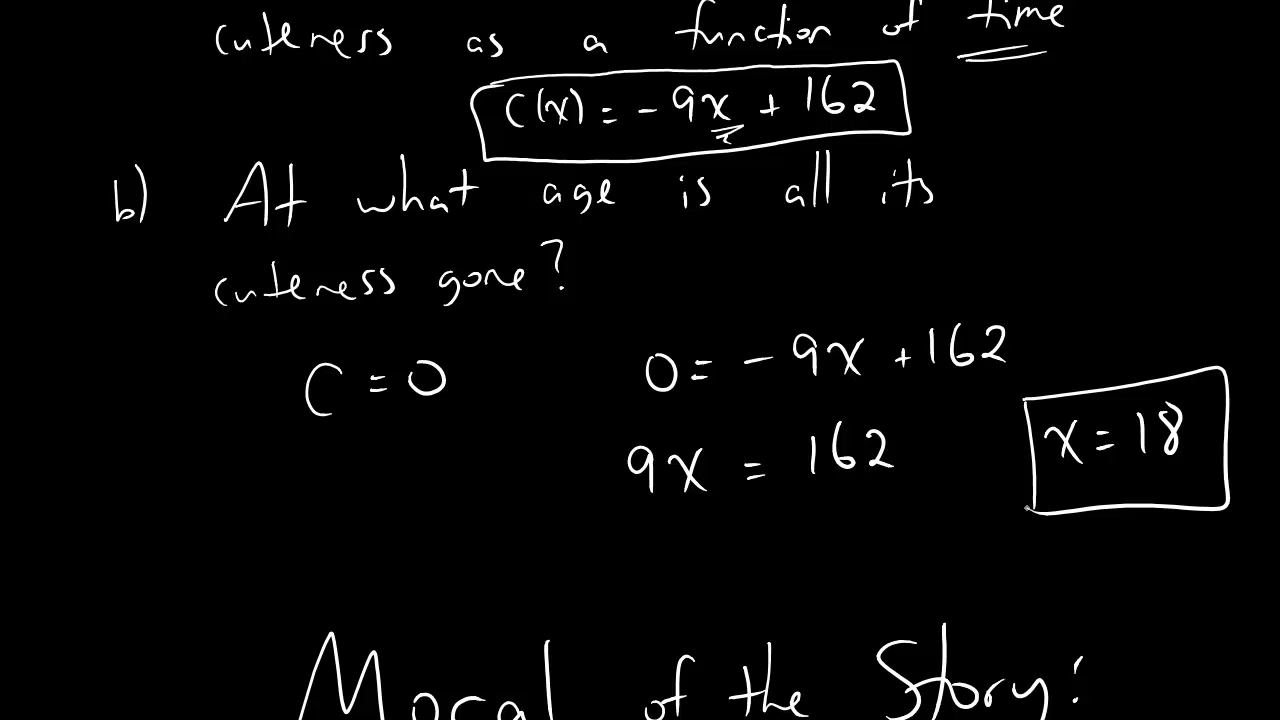 cuteness as a function of time
C(x) = - 9x + 162
b) At what age is all its
cuteness gone?
C = 0
0 = - 9x + 162
9x = 162
x = 18
Moral of the Story: